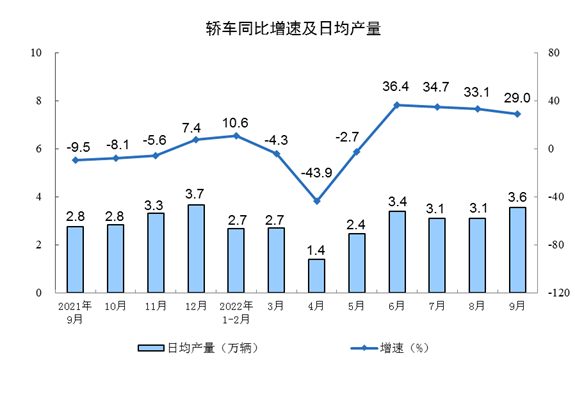 轿车同比增速及日均产量
10 80
8 40
6 0
4 -40
2 -80
0 -120
-9.5 -8.1 -5.6 7.4 10.6 -4.3 -43.9 -2.7 36.4 34.7 33.1 29.0
2.8 2.8 3.3 3.7 2.7 2.7 1.4 2.4 3.4 3.1 3.1 3.6
2021年 10月 11月 12月 2022年 3月 4月 5月 6月 7月 8月 9月
9月 1-2月
日均产量（万辆） 增速（%）